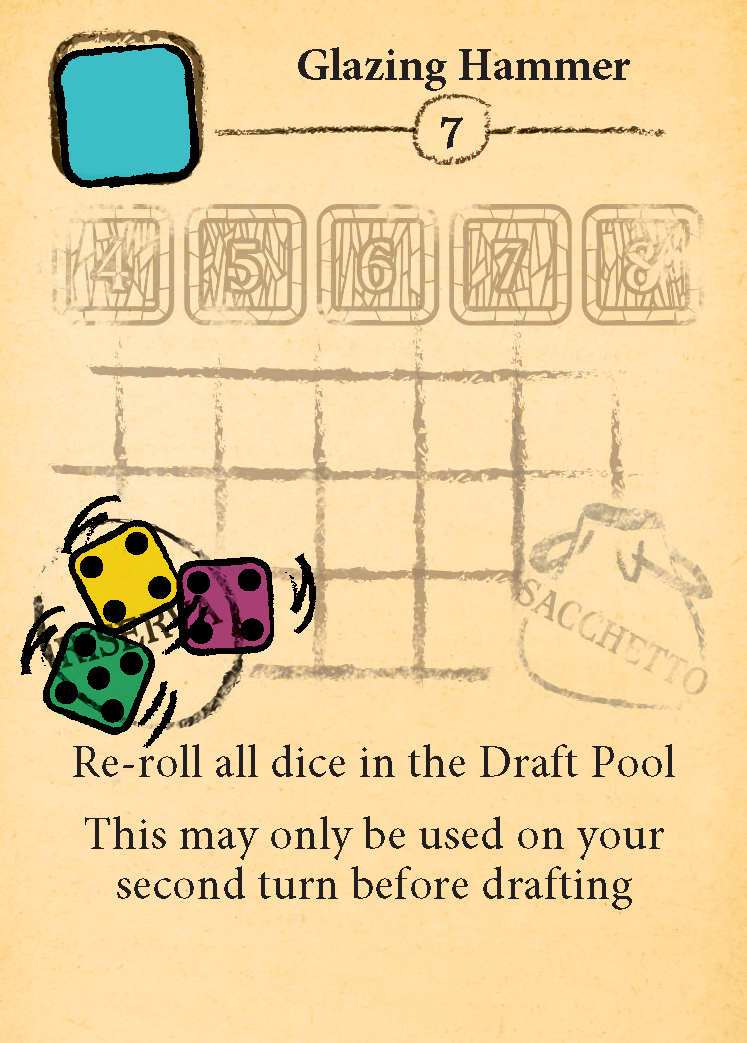 Glazing Hammer
7
4 5 6 7 8
RISERVA
SACCHETTO
Re-roll all dice in the Draft Pool
This may only be used on your
second turn before drafting